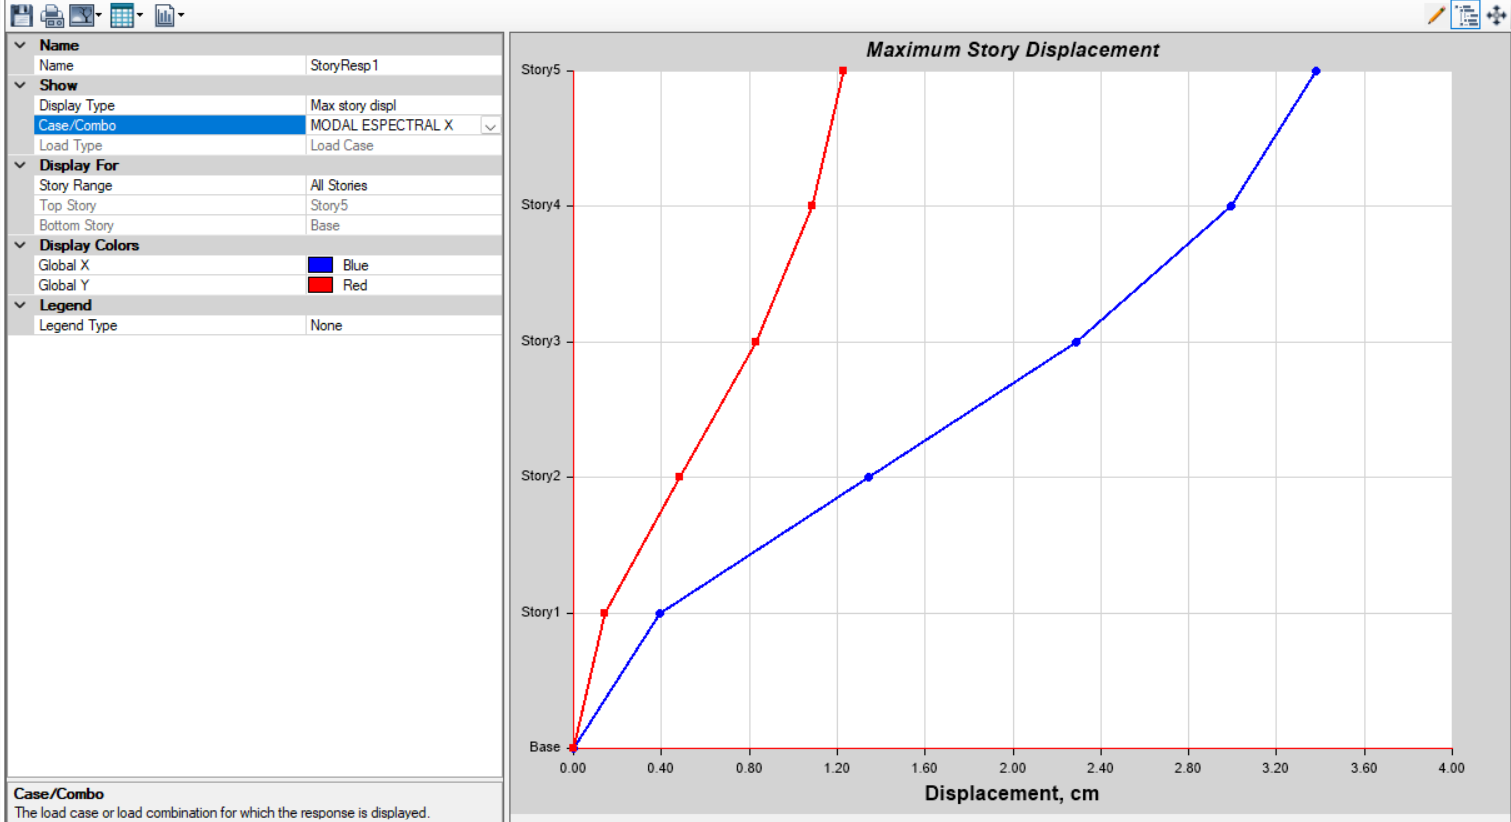 Name
Name StoryResp1
Show
Display Type Max story displ
Case/Combo MODAL ESPECTRAL X
Load Type Load Case
Display For
Story Range All Stories
Top Story Story5
Bottom Story Base
Display Colors
Global X Blue
Global Y Red
Legend
Legend Type None
Case/Combo
The load case or load combination for which the response is displayed.
Maximum Story Displacement
Story5
Story4
Story3
Story2
Story1
Base
0.00 0.40 0.80 1.20 1.60 2.00 2.40 2.80 3.20 3.60 4.00
Displacement, cm